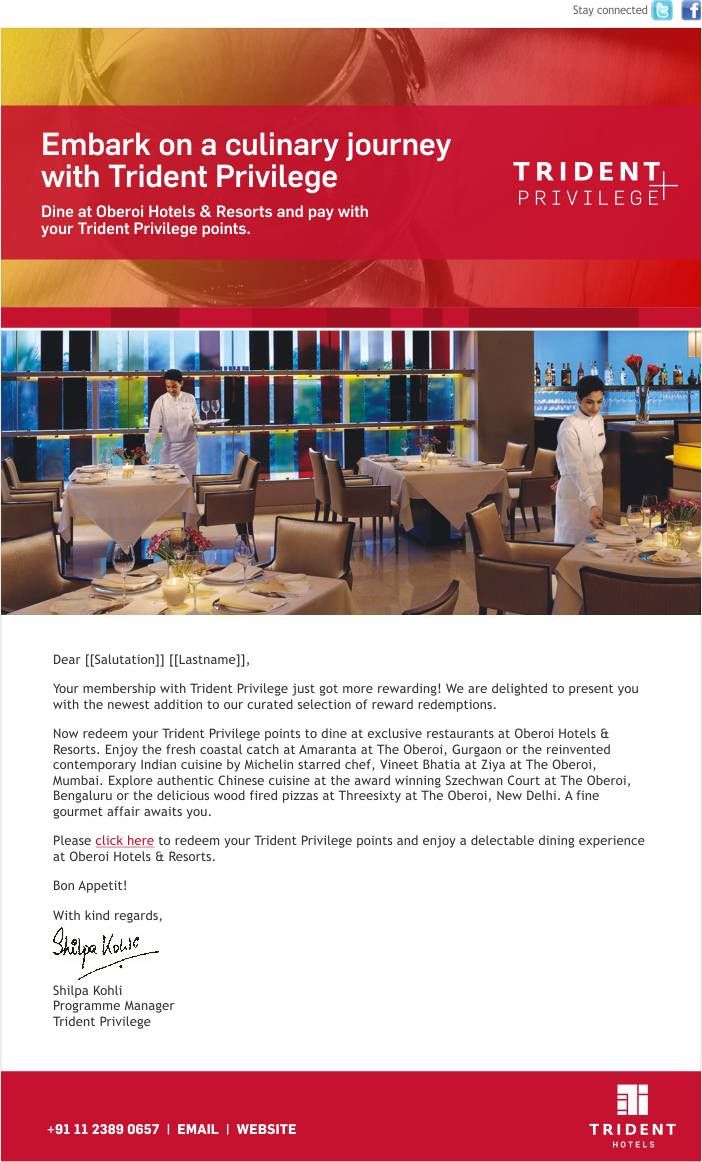 Stay connected
Embark on a culinary journey
with Trident Privilege
Dine at Oberoi Hotels & Resorts and pay with
your Trident Privilege points.
TRIDENT
PRIVILEGE
Dear [[Salutation]] [[Lastname]],
Your membership with Trident Privilege just got more rewarding! We are delighted to present you
with the newest addition to our curated selection of reward redemptions.
Now redeem your Trident Privilege points to dine at exclusive restaurants at Oberoi Hotels &
Resorts. Enjoy the fresh coastal catch at Amaranta at The Oberoi, Gurgaon or the reinvented
contemporary Indian cuisine by Michelin starred chef, Vineet Bhatia at Ziya at The Oberoi,
Mumbai. Explore authentic Chinese cuisine at the award winning Szechwan Court at The Oberoi,
Bengaluru or the delicious wood fired pizzas at Threesixty at The Oberoi, New Delhi. A fine
gourmet affair awaits you.
Please click here to redeem your Trident Privilege points and enjoy a delectable dining experience
at Oberoi Hotels & Resorts.
Bon Appetit!
With kind regards,
Shilpa Kohli
Shilpa Kohli
Programme Manager
Trident Privilege
+91 11 2389 0657 | EMAIL | WEBSITE
TRIDENT
HOTELS